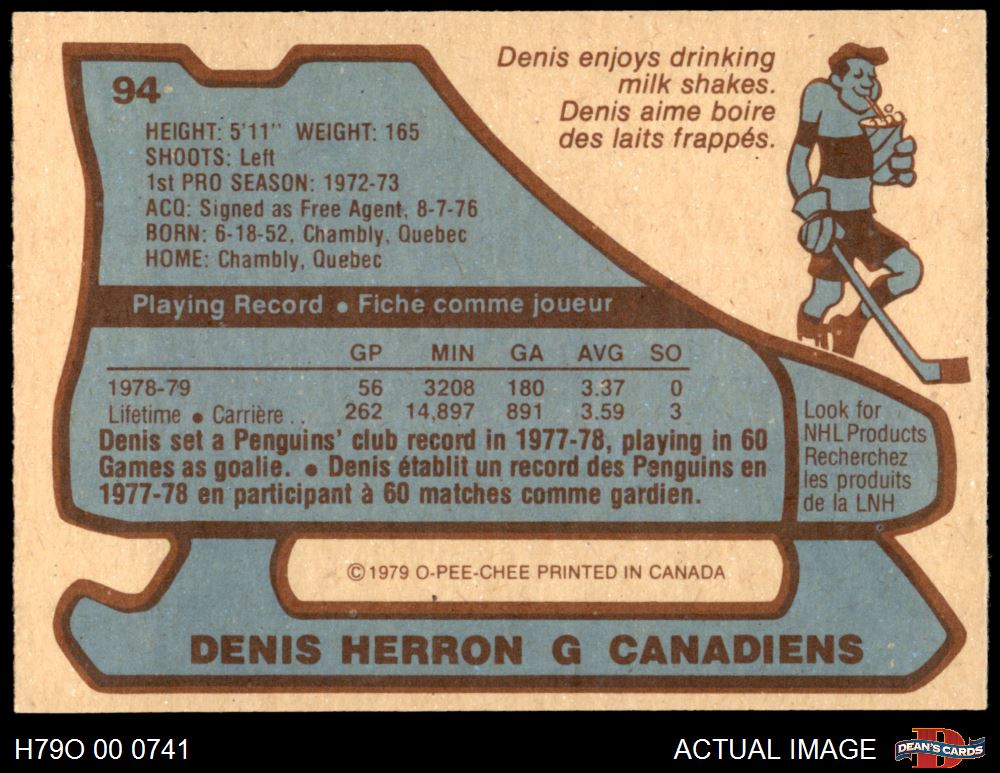 94
Denis enjoys drinking
milk shakes.
Denis aime boire
des laits frappés.
HEIGHT: 5'11" WEIGHT: 165
SHOOTS: Left
1st PRO SEASON: 1972-73
ACQ: Signed as Free Agent, 8-7-76
BORN: 6-18-52, Chambly, Quebec
HOME: Chambly, Quebec
Playing Record • Fiche comme joueur
GP MIN GA AVG SO
1978-79 56 3208 180 3.37 0
Lifetime • Carrière . . 262 14,897 891 3.59 3
Denis set a Penguins' club record in 1977-78, playing in 60
Games as goalie. • Denis établit un record des Penguins en
1977-78 en participant à 60 matches comme gardien.
Look for
NHL Products
Recherchez
les produits
de la LNH
© 1979 O-PEE-CHEE PRINTED IN CANADA
DENIS HERRON G CANADIENS
H79O 00 0741
ACTUAL IMAGE
D
DEAN'S CARDS